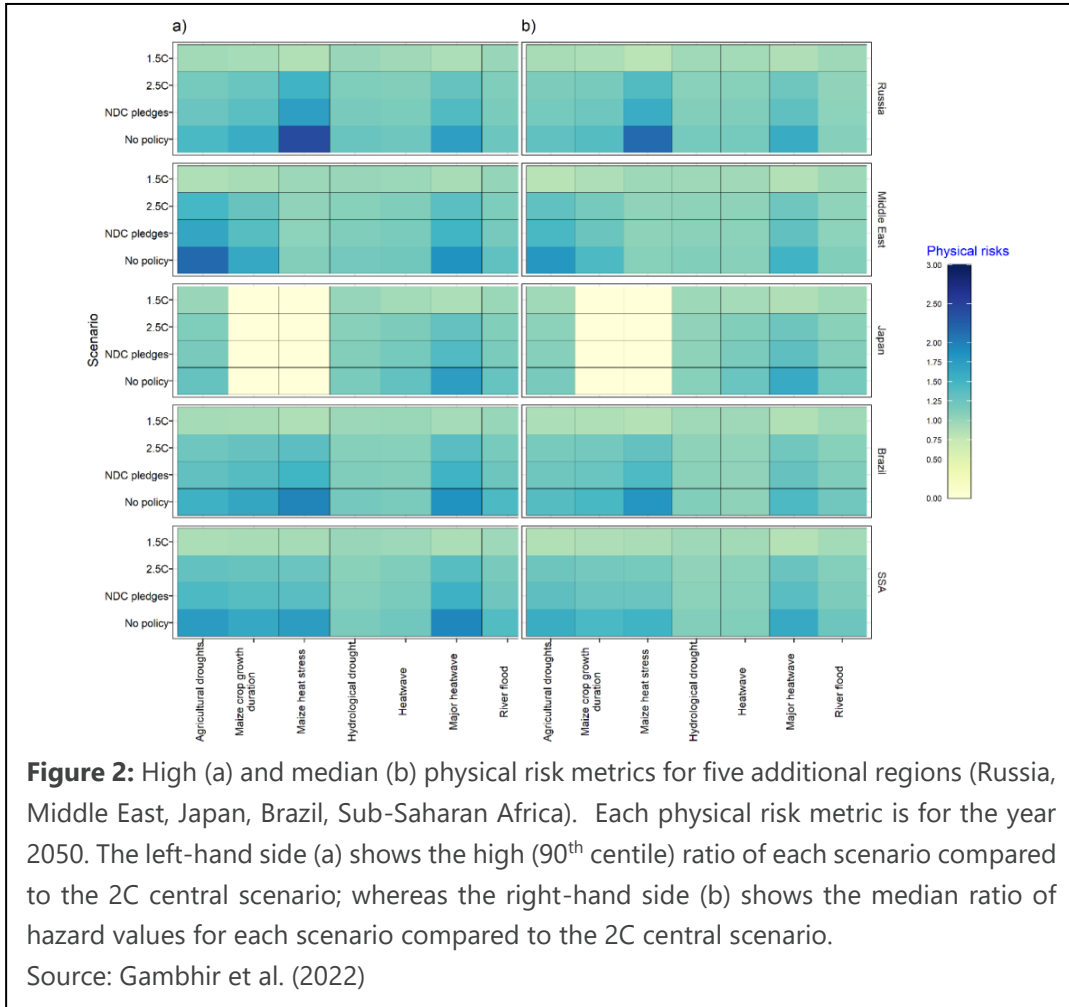 a)
b)
1.5C
2.5C
NDC pledges
No policy
Russia
1.5C
2.5C
NDC pledges
No policy
Middle East
1.5C
2.5C
NDC pledges
No policy
Japan
1.5C
2.5C
NDC pledges
No policy
Brazil
1.5C
2.5C
NDC pledges
No policy
SSA
Scenario
Physical risks
3.00
2.75
2.50
2.25
2.00
1.75
1.50
1.25
1.00
0.75
0.50
0.25
0.00
Agricultural droughts
Maize crop growth
duration
Maize heat stress
Hydrological drought
Heatwave
Major heatwave
River flood
Agricultural droughts
Maize crop growth
duration
Maize heat stress
Hydrological drought
Heatwave
Major heatwave
River flood
Figure 2: High (a) and median (b) physical risk metrics for five additional regions (Russia,
Middle East, Japan, Brazil, Sub-Saharan Africa). Each physical risk metric is for the year
2050. The left-hand side (a) shows the high (90th centile) ratio of each scenario compared
to the 2C central scenario; whereas the right-hand side (b) shows the median ratio of
hazard values for each scenario compared to the 2C central scenario.
Source: Gambhir et al. (2022)